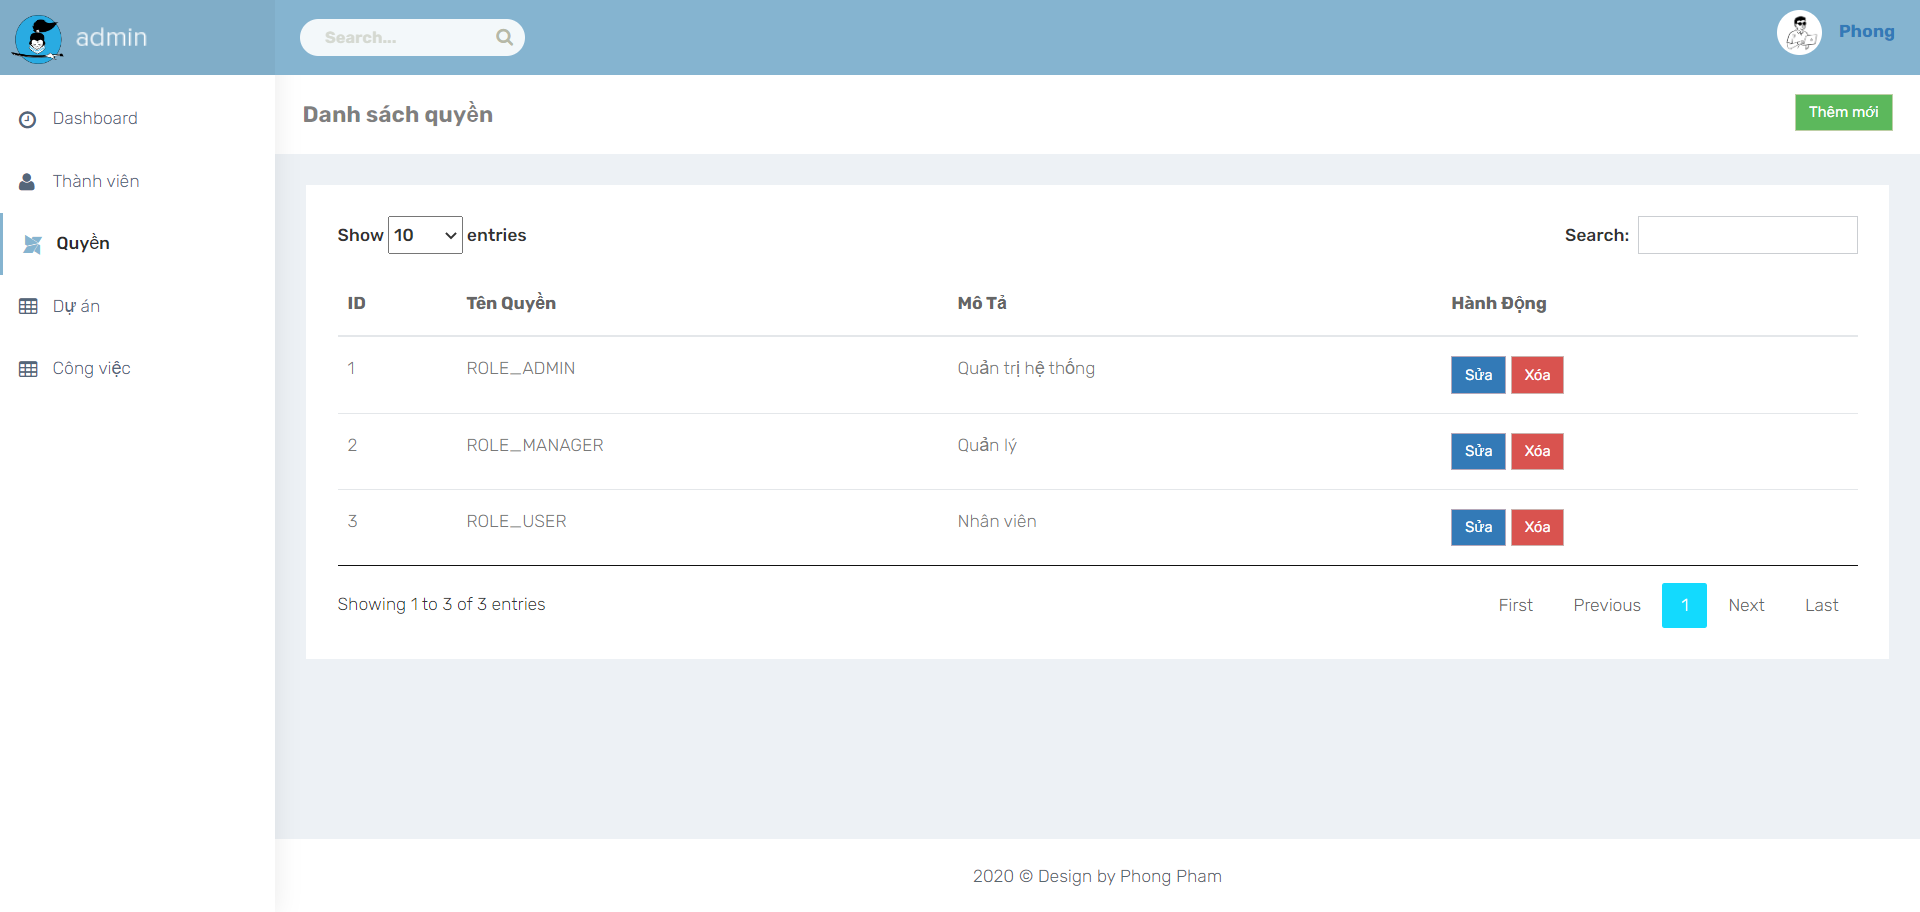 admin
Search...
Phong
Dashboard
Thành viên
Quyền
Dự án
Công việc
Danh sách quyền
Thêm mới
Show 10 entries
Search:
ID Tên Quyền Mô Tả Hành Động
1 ROLE_ADMIN Quản trị hệ thống Sửa Xóa
2 ROLE_MANAGER Quản lý Sửa Xóa
3 ROLE_USER Nhân viên Sửa Xóa
Showing 1 to 3 of 3 entries
First Previous 1 Next Last
2020 © Design by Phong Pham